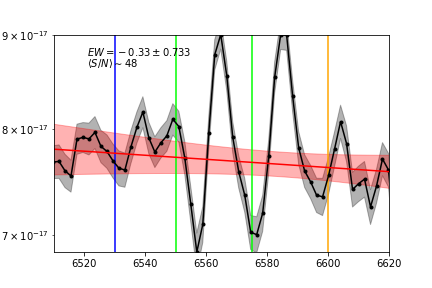 9 × 10⁻¹⁷
EW = −0.33 ± 0.733
⟨S/N⟩ ~ 48
8 × 10⁻¹⁷
7 × 10⁻¹⁷
6520 6540 6560 6580 6600 6620